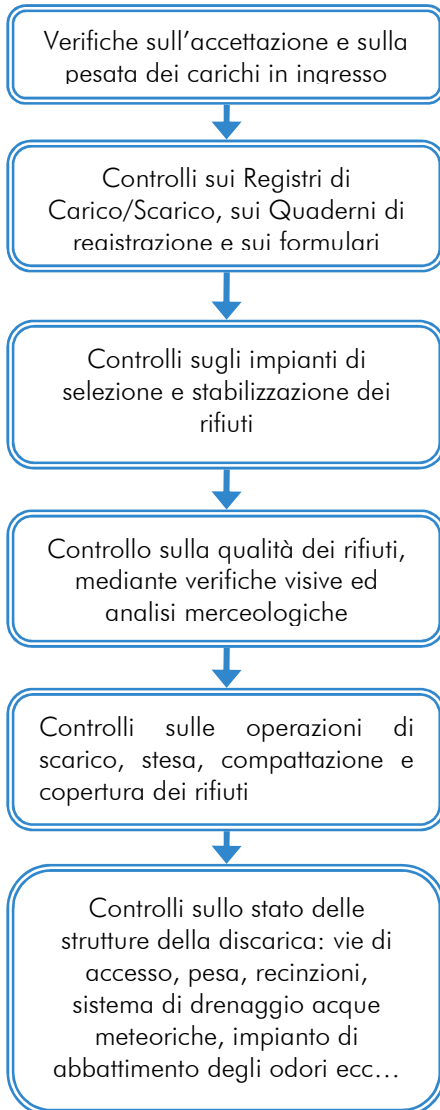 Verifiche sull’accettazione e sulla
pesata dei carichi in ingresso
Controlli sui Registri di
Carico/Scarico, sui Quaderni di
registrazione e sui formulari
Controlli sugli impianti di
selezione e stabilizzazione dei
rifiuti
Controllo sulla qualità dei rifiuti,
mediante verifiche visive ed
analisi merceologiche
Controlli sulle operazioni di
scarico, stesa, compattazione e
copertura dei rifiuti
Controlli sullo stato delle
strutture della discarica: vie di
accesso, pesa, recinzioni,
sistema di drenaggio acque
meteoriche, impianto di
abbattimento degli odori ecc…